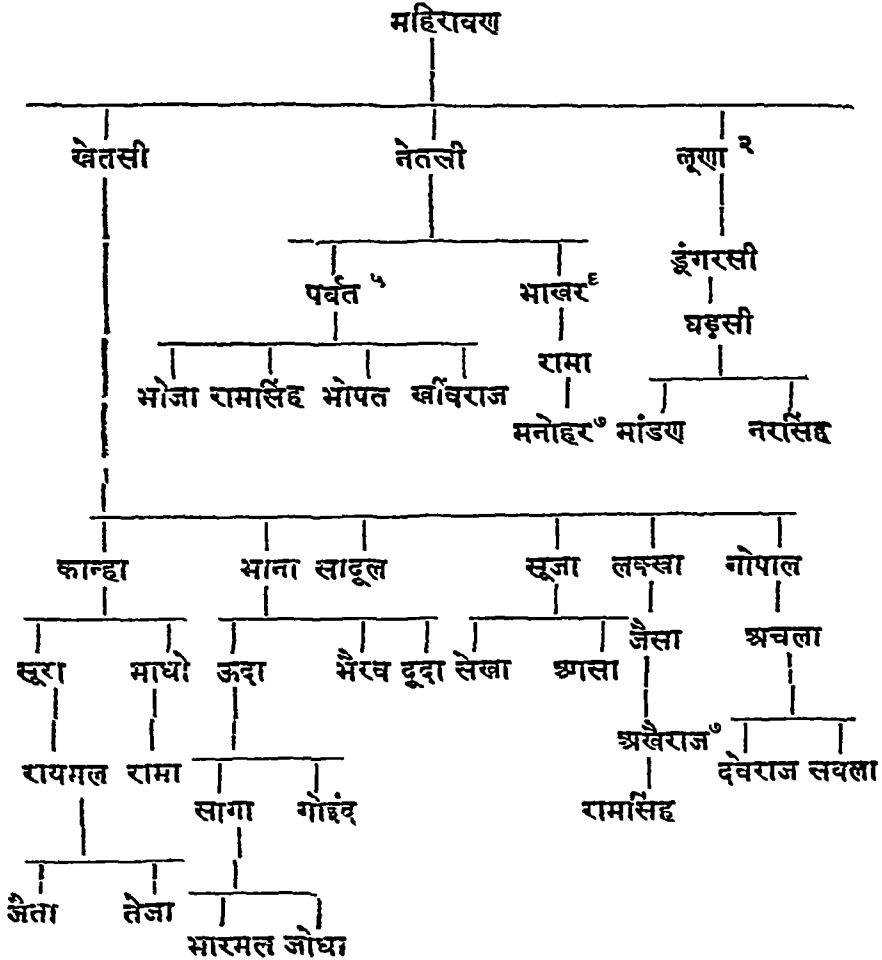 महिरावण
खेतसी नेतसी लूणा २
डूंगरसी
पर्वत ५ भाखर ६
घड़सी
रामा
भोजा रामसिंह भोपत खींवराज
मनोहर ७ मांडण नरसिंह
कान्हा भाना सादूल सूजा लक्खा गोपाल
जैसा अचला
सूरा माधो ऊदा भैरव दूदा लेखा
अखैराज ७
रायमल रामा देवराज सवला
सागा गोइंद रामसिंह
जैता तेजा
भारमल जोधा